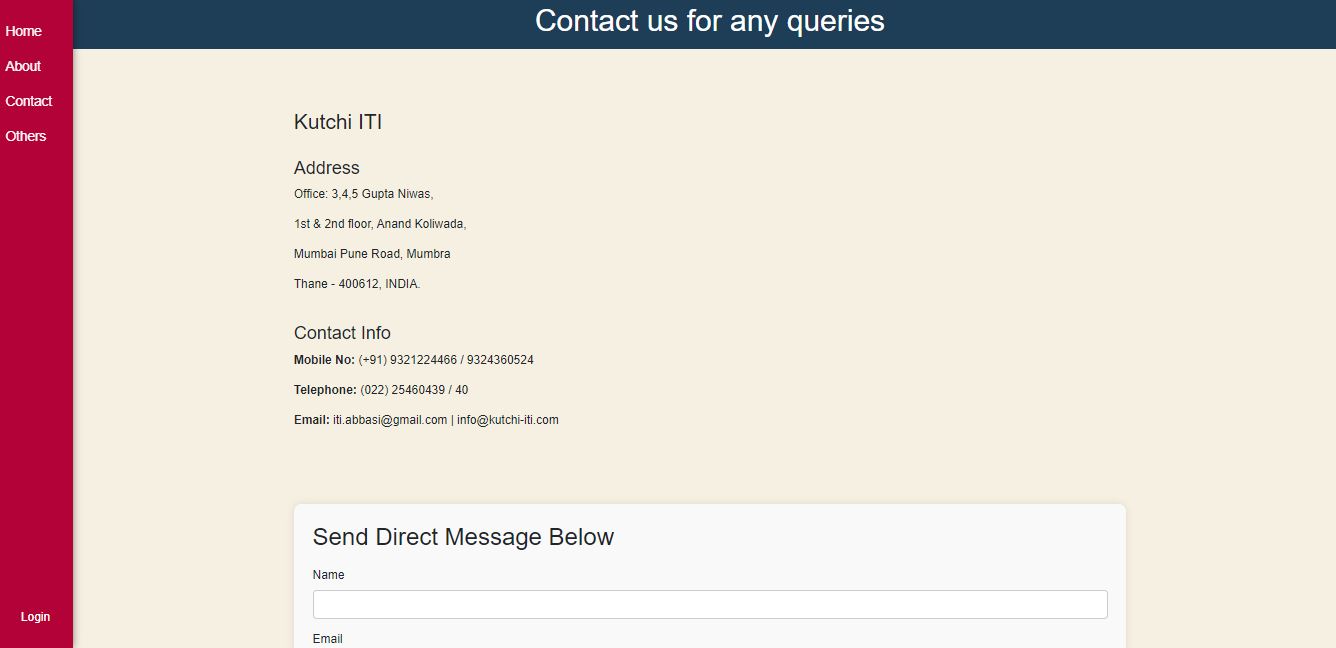 Home
About
Contact
Others
Login
Contact us for any queries
Kutchi ITI
Address
Office: 3,4,5 Gupta Niwas,
1st & 2nd floor, Anand Koliwada,
Mumbai Pune Road, Mumbra
Thane - 400612, INDIA.
Contact Info
Mobile No: (+91) 9321224466 / 9324360524
Telephone: (022) 25460439 / 40
Email: iti.abbasi@gmail.com | info@kutchi-iti.com
Send Direct Message Below
Name
Email